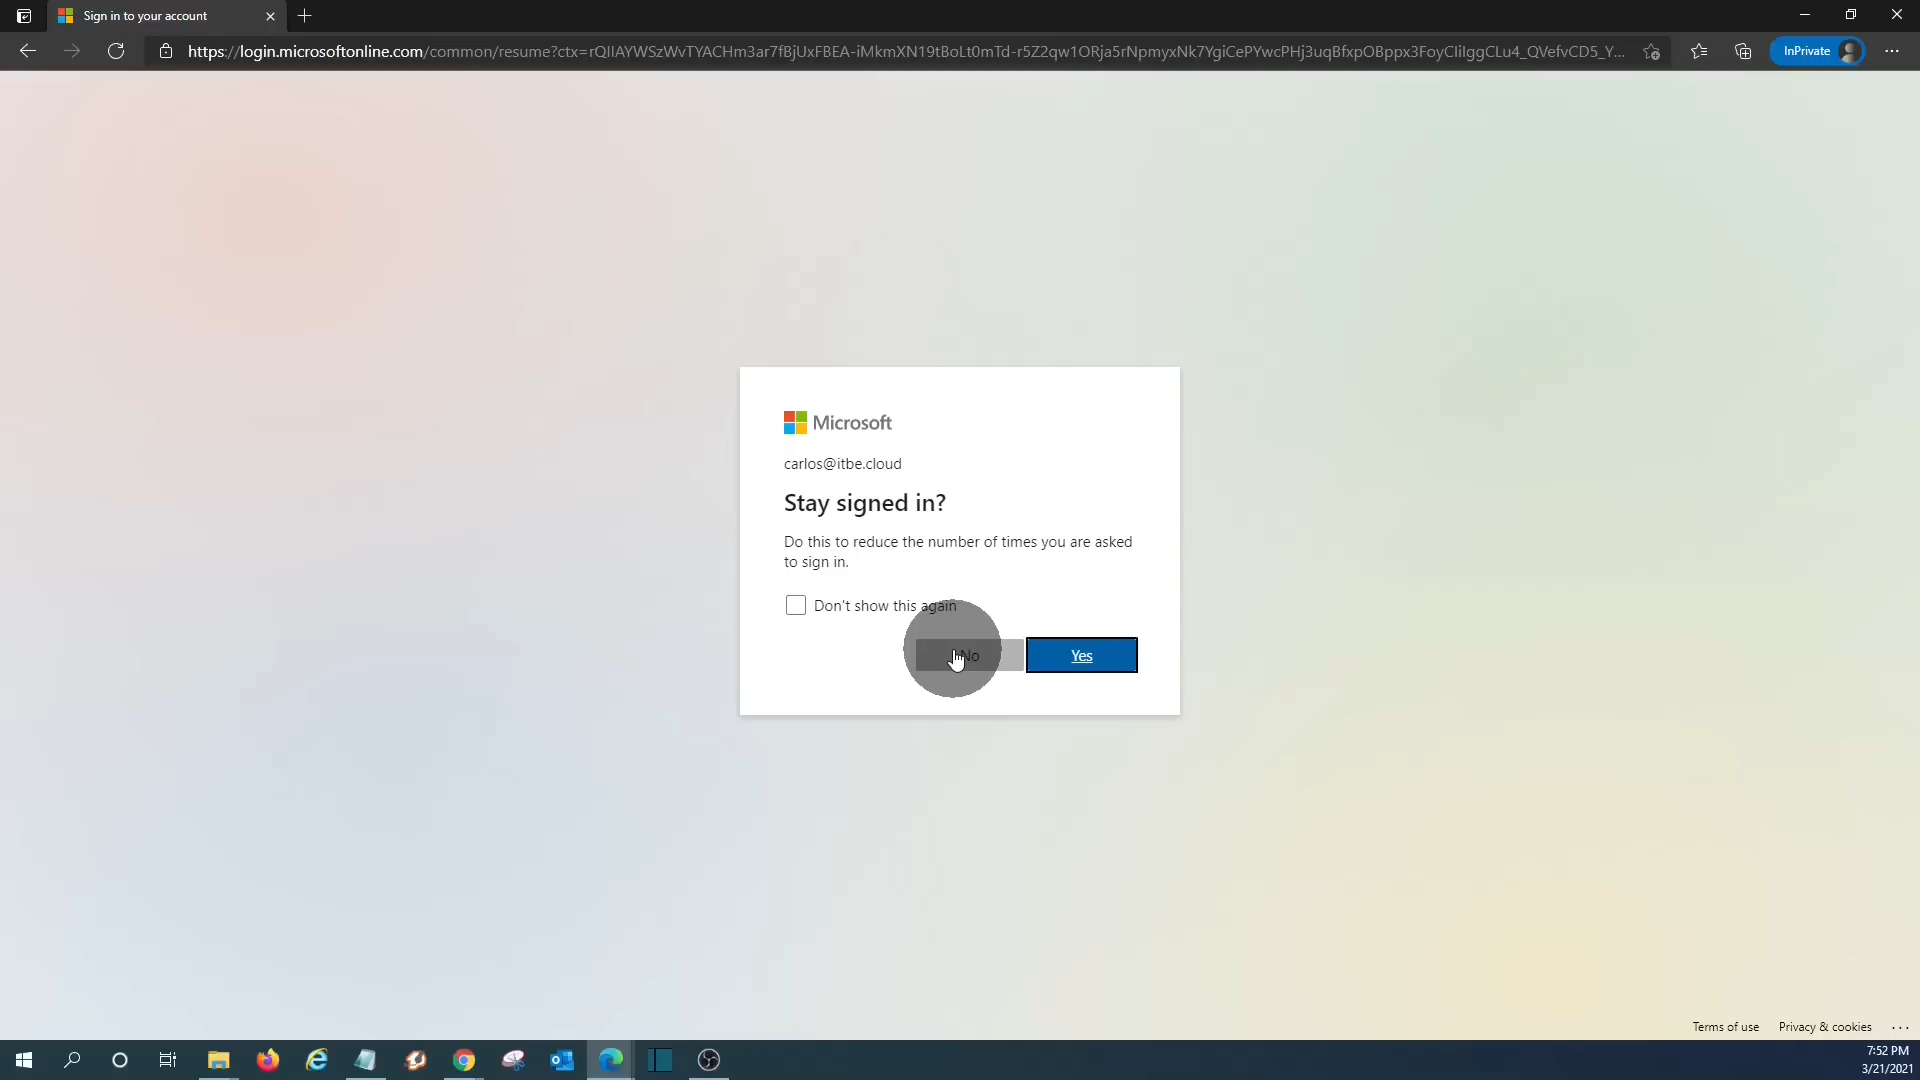 Sign in to your account
https://login.microsoftonline.com/common/resume?ctx=rQIIAYWSzWvTYACHm3ar7fBjUxFBEA-iMkmXN19tBoLt0mTd-r5Z2qw1ORja5rNpmyxNk7YgiCePYwcPHj3uqBfxpOBppx3FoyCIiIggCLu4_QVefvCD5_Y...
InPrivate
Microsoft
carlos@itbe.cloud
Stay signed in?
Do this to reduce the number of times you are asked
to sign in.
Don't show this again
No
Yes
Terms of use
Privacy & cookies
...
7:52 PM
3/21/2021